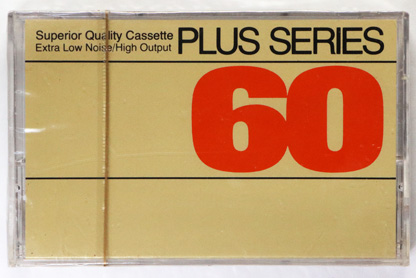 Superior Quality Cassette PLUS SERIES
Extra Low Noise/High Output
60